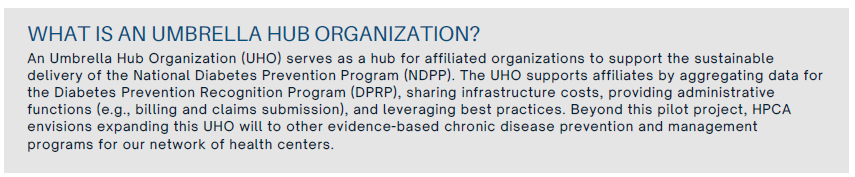 WHAT IS AN UMBRELLA HUB ORGANIZATION?
An Umbrella Hub Organization (UHO) serves as a hub for affiliated organizations to support the sustainable
delivery of the National Diabetes Prevention Program (NDPP). The UHO supports affiliates by aggregating data for
the Diabetes Prevention Recognition Program (DPRP), sharing infrastructure costs, providing administrative
functions (e.g., billing and claims submission), and leveraging best practices. Beyond this pilot project, HPCA
envisions expanding this UHO will to other evidence-based chronic disease prevention and management
programs for our network of health centers.